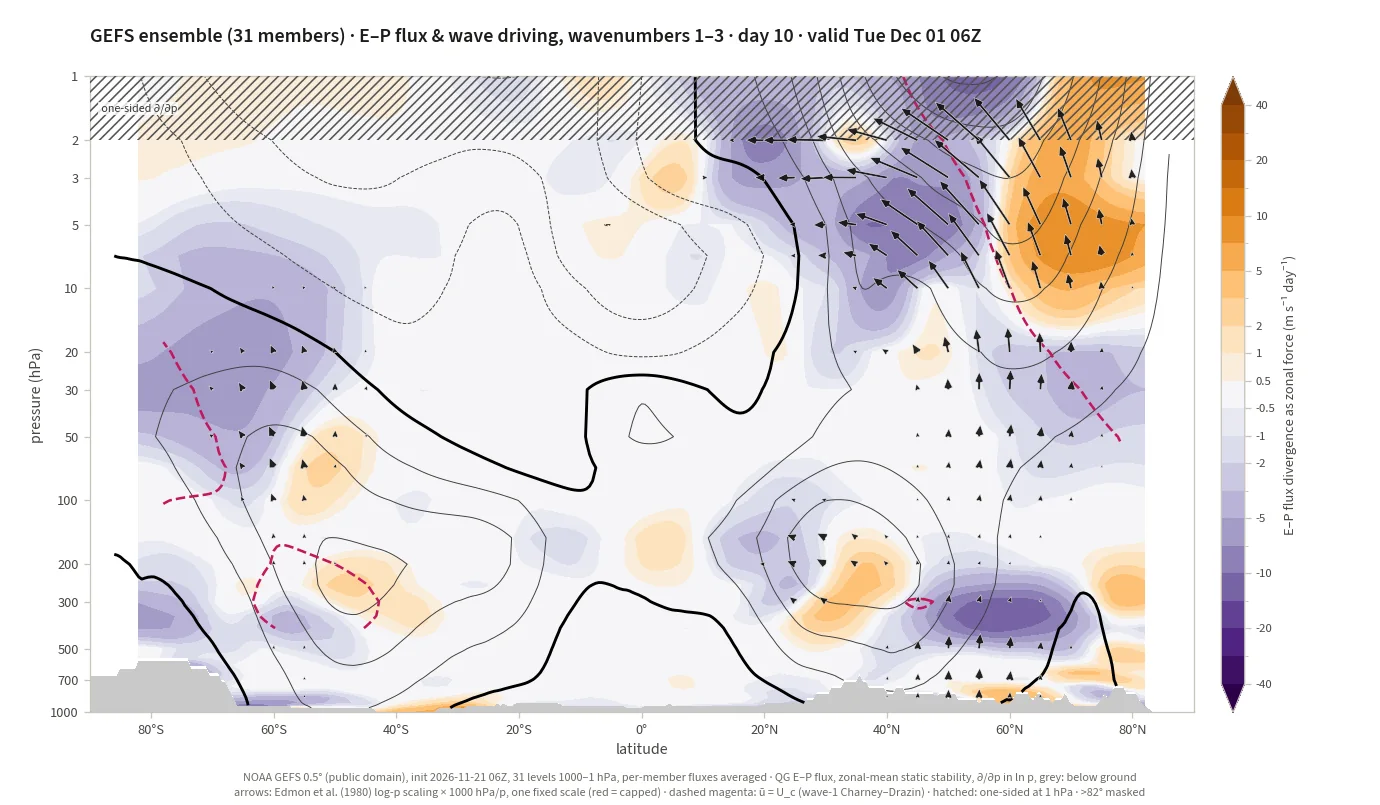 GEFS ensemble (31 members) · E–P flux & wave driving, wavenumbers 1–3 · day 10 · valid Tue Dec 01 06Z
one-sided ∂/∂p
1
2
3
5
10
20
30
50
100
200
300
500
700
1000
pressure (hPa)
80°S
60°S
40°S
20°S
0°
20°N
40°N
60°N
80°N
latitude
40
20
10
5
2
1
0.5
-0.5
-1
-2
-5
-10
-20
-40
E–P flux divergence as zonal force (m s⁻¹ day⁻¹)
NOAA GEFS 0.5° (public domain), init 2026-11-21 06Z, 31 levels 1000–1 hPa, per-member fluxes averaged · QG E–P flux, zonal-mean static stability, ∂/∂p in ln p, grey: below ground
arrows: Edmon et al. (1980) log-p scaling × 1000 hPa/p, one fixed scale (red = capped) · dashed magenta: ū = U_c (wave-1 Charney–Drazin) · hatched: one-sided at 1 hPa · >82° masked